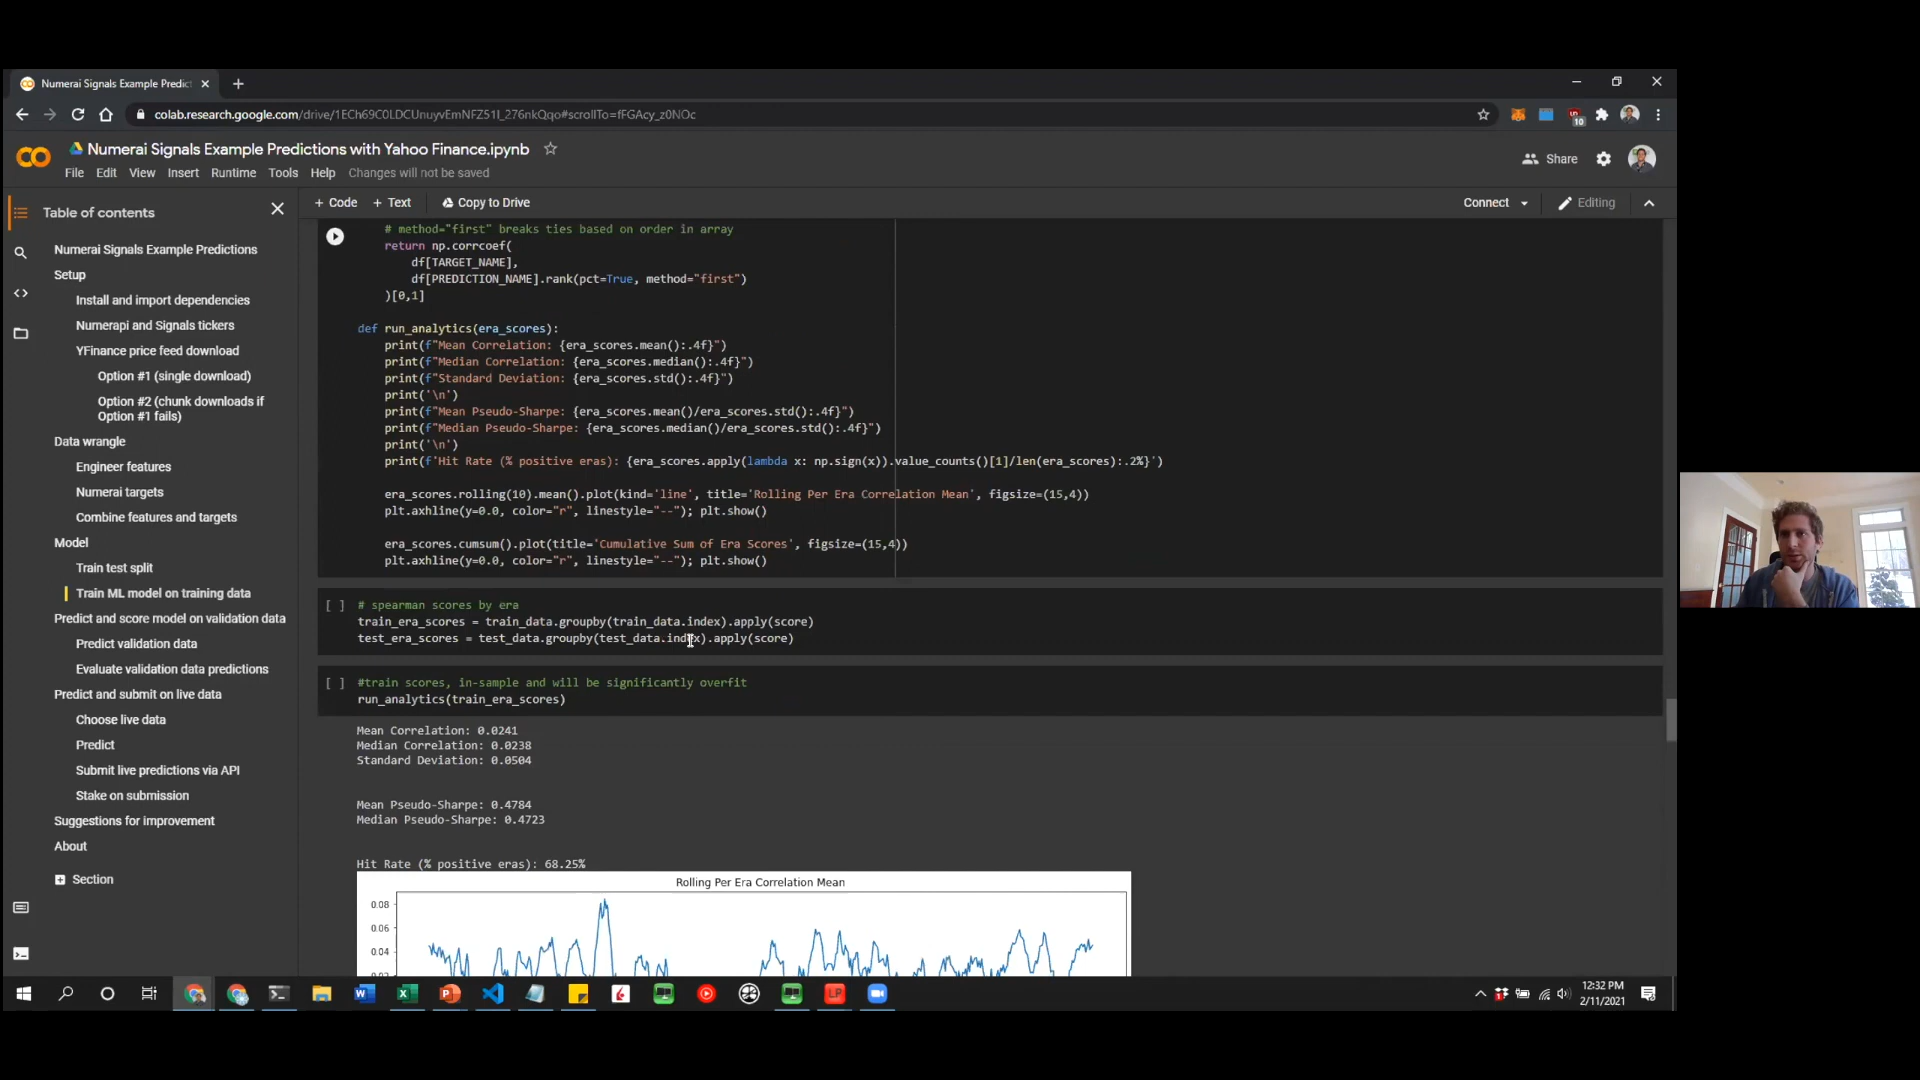 Numerai Signals Example Predict
colab.research.google.com/drive/1ECh69C0LDCUnuyvEmNFZ51l_276nkQqo#scrollTo=fFGAcy_z0NOc
10
Numerai Signals Example Predictions with Yahoo Finance.ipynb
Share
File Edit View Insert Runtime Tools Help Changes will not be saved
Table of contents
+ Code + Text Copy to Drive
Connect Editing
Numerai Signals Example Predictions
Setup
Install and import dependencies
Numerapi and Signals tickers
YFinance price feed download
Option #1 (single download)
Option #2 (chunk downloads if
Option #1 fails)
Data wrangle
Engineer features
Numerai targets
Combine features and targets
Model
Train test split
Train ML model on training data
Predict and score model on validation data
Predict validation data
Evaluate validation data predictions
Predict and submit on live data
Choose live data
Predict
Submit live predictions via API
Stake on submission
Suggestions for improvement
About
Section
# method="first" breaks ties based on order in array
return np.corrcoef(
df[TARGET_NAME],
df[PREDICTION_NAME].rank(pct=True, method="first")
)[0,1]
def run_analytics(era_scores):
print(f"Mean Correlation: {era_scores.mean():.4f}")
print(f"Median Correlation: {era_scores.median():.4f}")
print(f"Standard Deviation: {era_scores.std():.4f}")
print('\n')
print(f"Mean Pseudo-Sharpe: {era_scores.mean()/era_scores.std():.4f}")
print(f"Median Pseudo-Sharpe: {era_scores.median()/era_scores.std():.4f}")
print('\n')
print(f'Hit Rate (% positive eras): {era_scores.apply(lambda x: np.sign(x)).value_counts()[1]/len(era_scores):.2%}')
era_scores.rolling(10).mean().plot(kind='line', title='Rolling Per Era Correlation Mean', figsize=(15,4))
plt.axhline(y=0.0, color="r", linestyle="--"); plt.show()
era_scores.cumsum().plot(title='Cumulative Sum of Era Scores', figsize=(15,4))
plt.axhline(y=0.0, color="r", linestyle="--"); plt.show()
[ ] # spearman scores by era
train_era_scores = train_data.groupby(train_data.index).apply(score)
test_era_scores = test_data.groupby(test_data.index).apply(score)
[ ] #train scores, in-sample and will be significantly overfit
run_analytics(train_era_scores)
Mean Correlation: 0.0241
Median Correlation: 0.0238
Standard Deviation: 0.0504
Mean Pseudo-Sharpe: 0.4784
Median Pseudo-Sharpe: 0.4723
Hit Rate (% positive eras): 68.25%
Rolling Per Era Correlation Mean
0.08
0.06
0.04
0.02
12:32 PM
2/11/2021